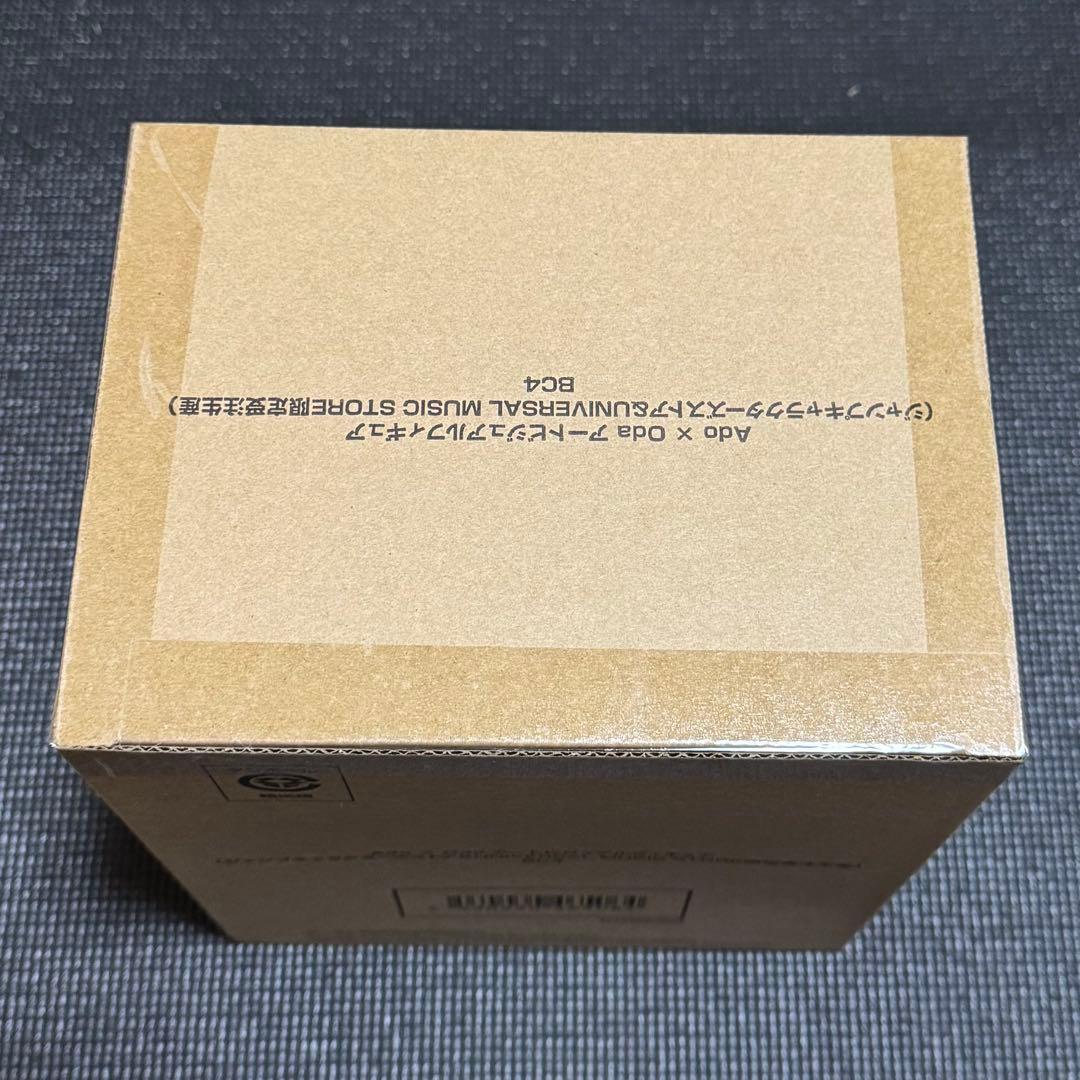 Ado × Oda アートビジュアルフィギュア
(ジャンプキャラクターズストア&UNIVERSAL MUSIC STORE限定受注生産)
BC4